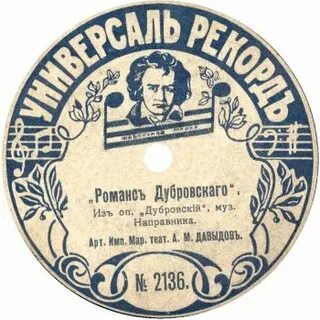 УНИВЕРСАЛЬ РЕКОРДЪ
„Романсъ Дубровскаго“,
Изъ оп. „Дубровскій“, муз.
Направника.
Арт. Имп. Мар. теат. А. М. ДАВЫДОВЪ.
№ 2136.